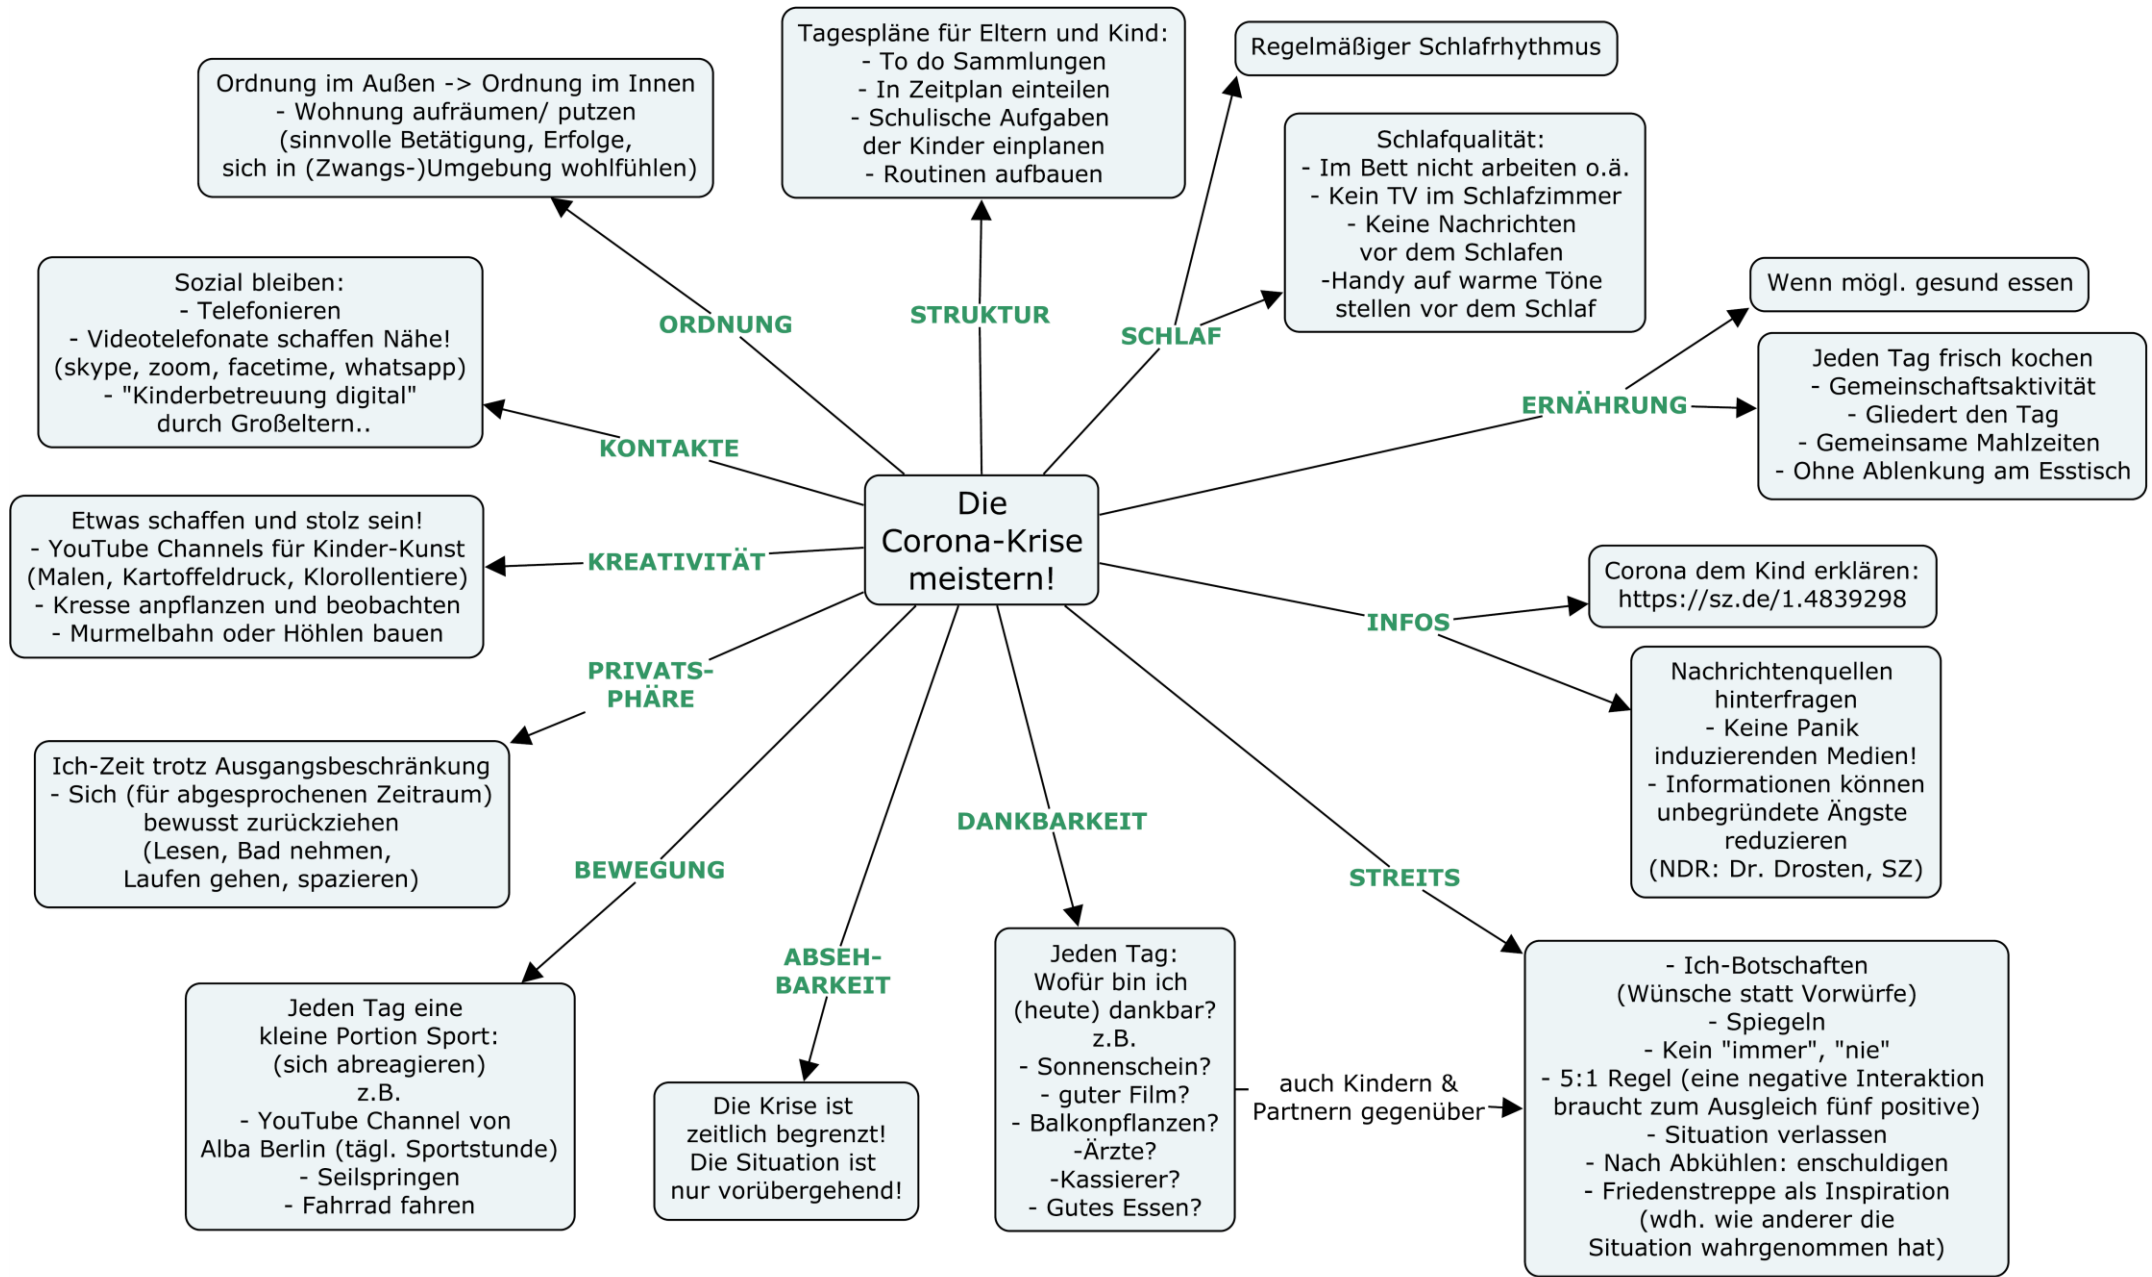 Die
Corona-Krise
meistern!
ORDNUNG
Ordnung im Außen -> Ordnung im Innen
- Wohnung aufräumen/ putzen
(sinnvolle Betätigung, Erfolge,
sich in (Zwangs-)Umgebung wohlfühlen)
STRUKTUR
Tagespläne für Eltern und Kind:
- To do Sammlungen
- In Zeitplan einteilen
- Schulische Aufgaben
der Kinder einplanen
- Routinen aufbauen
SCHLAF
Regelmäßiger Schlafrhythmus
Schlafqualität:
- Im Bett nicht arbeiten o.ä.
- Kein TV im Schlafzimmer
- Keine Nachrichten
vor dem Schlafen
-Handy auf warme Töne
stellen vor dem Schlaf
ERNÄHRUNG
Wenn mögl. gesund essen
Jeden Tag frisch kochen
- Gemeinschaftsaktivität
- Gliedert den Tag
- Gemeinsame Mahlzeiten
- Ohne Ablenkung am Esstisch
INFOS
Corona dem Kind erklären:
https://sz.de/1.4839298
Nachrichtenquellen
hinterfragen
- Keine Panik
induzierenden Medien!
- Informationen können
unbegründete Ängste
reduzieren
(NDR: Dr. Drosten, SZ)
STREITS
- Ich-Botschaften
(Wünsche statt Vorwürfe)
- Spiegeln
- Kein "immer", "nie"
- 5:1 Regel (eine negative Interaktion
braucht zum Ausgleich fünf positive)
- Situation verlassen
- Nach Abkühlen: enschuldigen
- Friedenstreppe als Inspiration
(wdh. wie anderer die
Situation wahrgenommen hat)
DANKBARKEIT
Jeden Tag:
Wofür bin ich
(heute) dankbar?
z.B.
- Sonnenschein?
- guter Film?
- Balkonpflanzen?
-Ärzte?
-Kassierer?
- Gutes Essen?
auch Kindern &
Partnern gegenüber
ABSEH-
BARKEIT
Die Krise ist
zeitlich begrenzt!
Die Situation ist
nur vorübergehend!
BEWEGUNG
Jeden Tag eine
kleine Portion Sport:
(sich abreagieren)
z.B.
- YouTube Channel von
Alba Berlin (tägl. Sportstunde)
- Seilspringen
- Fahrrad fahren
PRIVATS-
PHÄRE
Ich-Zeit trotz Ausgangsbeschränkung
- Sich (für abgesprochenen Zeitraum)
bewusst zurückziehen
(Lesen, Bad nehmen,
Laufen gehen, spazieren)
KREATIVITÄT
Etwas schaffen und stolz sein!
- YouTube Channels für Kinder-Kunst
(Malen, Kartoffeldruck, Klorollentiere)
- Kresse anpflanzen und beobachten
- Murmelbahn oder Höhlen bauen
KONTAKTE
Sozial bleiben:
- Telefonieren
- Videotelefonate schaffen Nähe!
(skype, zoom, facetime, whatsapp)
- "Kinderbetreuung digital"
durch Großeltern..